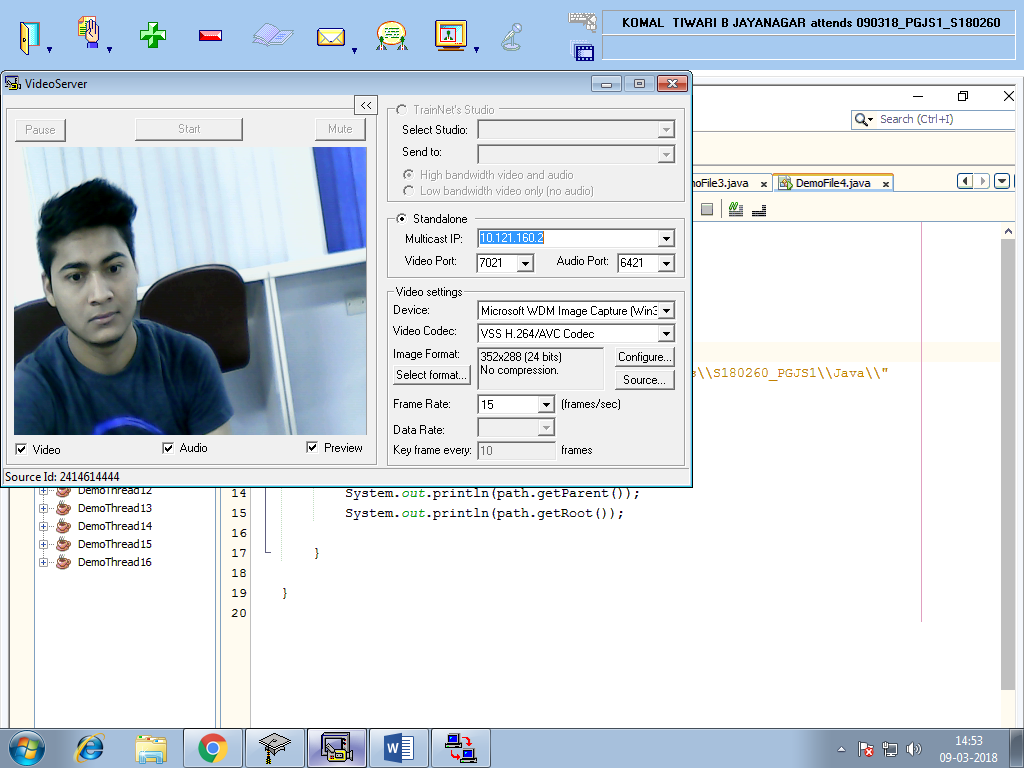 KOMAL TIWARI B JAYANAGAR attends 090318_PGJS1_S180260
VideoServer
<<
Pause
Start
Mute
TrainNet's Studio
Select Studio:
Send to:
High bandwidth video and audio
Low bandwidth video only (no audio)
Standalone
Multicast IP: 10.121.160.2
Video Port: 7021 Audio Port: 6421
Video settings
Device: Microsoft WDM Image Capture (Win3
Video Codec: VSS H.264/AVC Codec
Image Format: 352x288 (24 bits)
No compression.
Configure...
Select format...
Source...
Frame Rate: 15 (frames/sec)
Data Rate:
Key frame every: 10 frames
Video
Audio
Preview
Source Id: 2414614444
Search (Ctrl+I)
moFile3.java x
DemoFile4.java x
s\\S180260_PGJS1\\Java\\"
DemoThread12
DemoThread13
DemoThread14
DemoThread15
DemoThread16
14 System.out.println(path.getParent());
15 System.out.println(path.getRoot());
16
17 }
18
19 }
20
14:53
09-03-2018